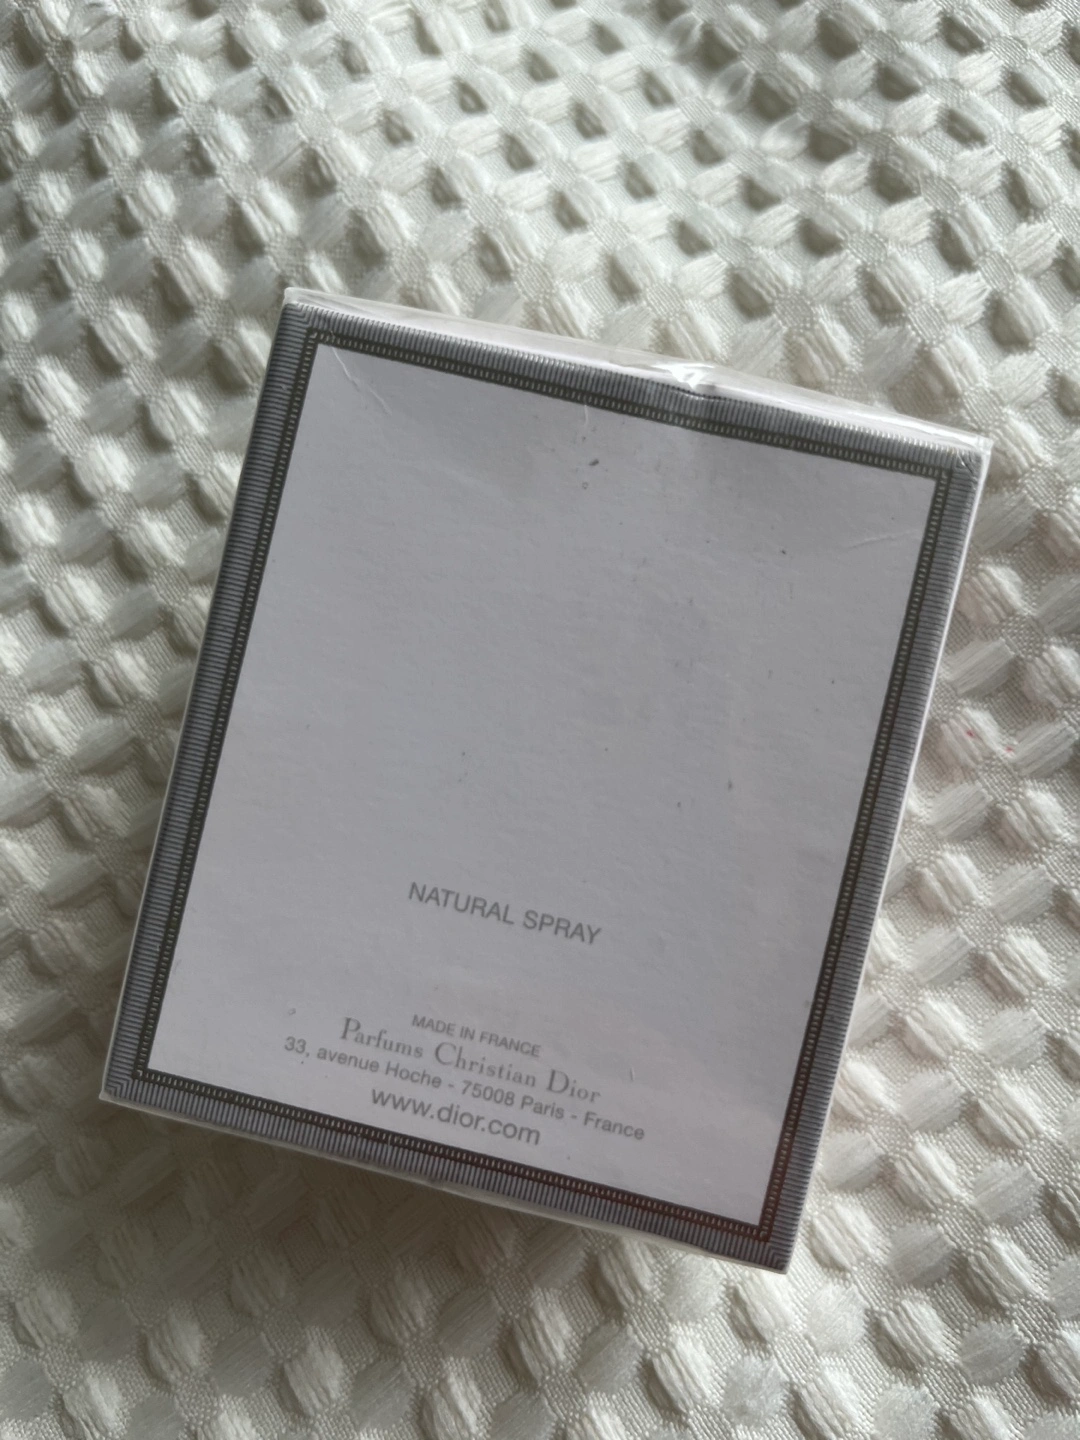 NATURAL SPRAY
MADE IN FRANCE
Parfums Christian Dior
33, avenue Hoche - 75008 Paris - France
www.dior.com